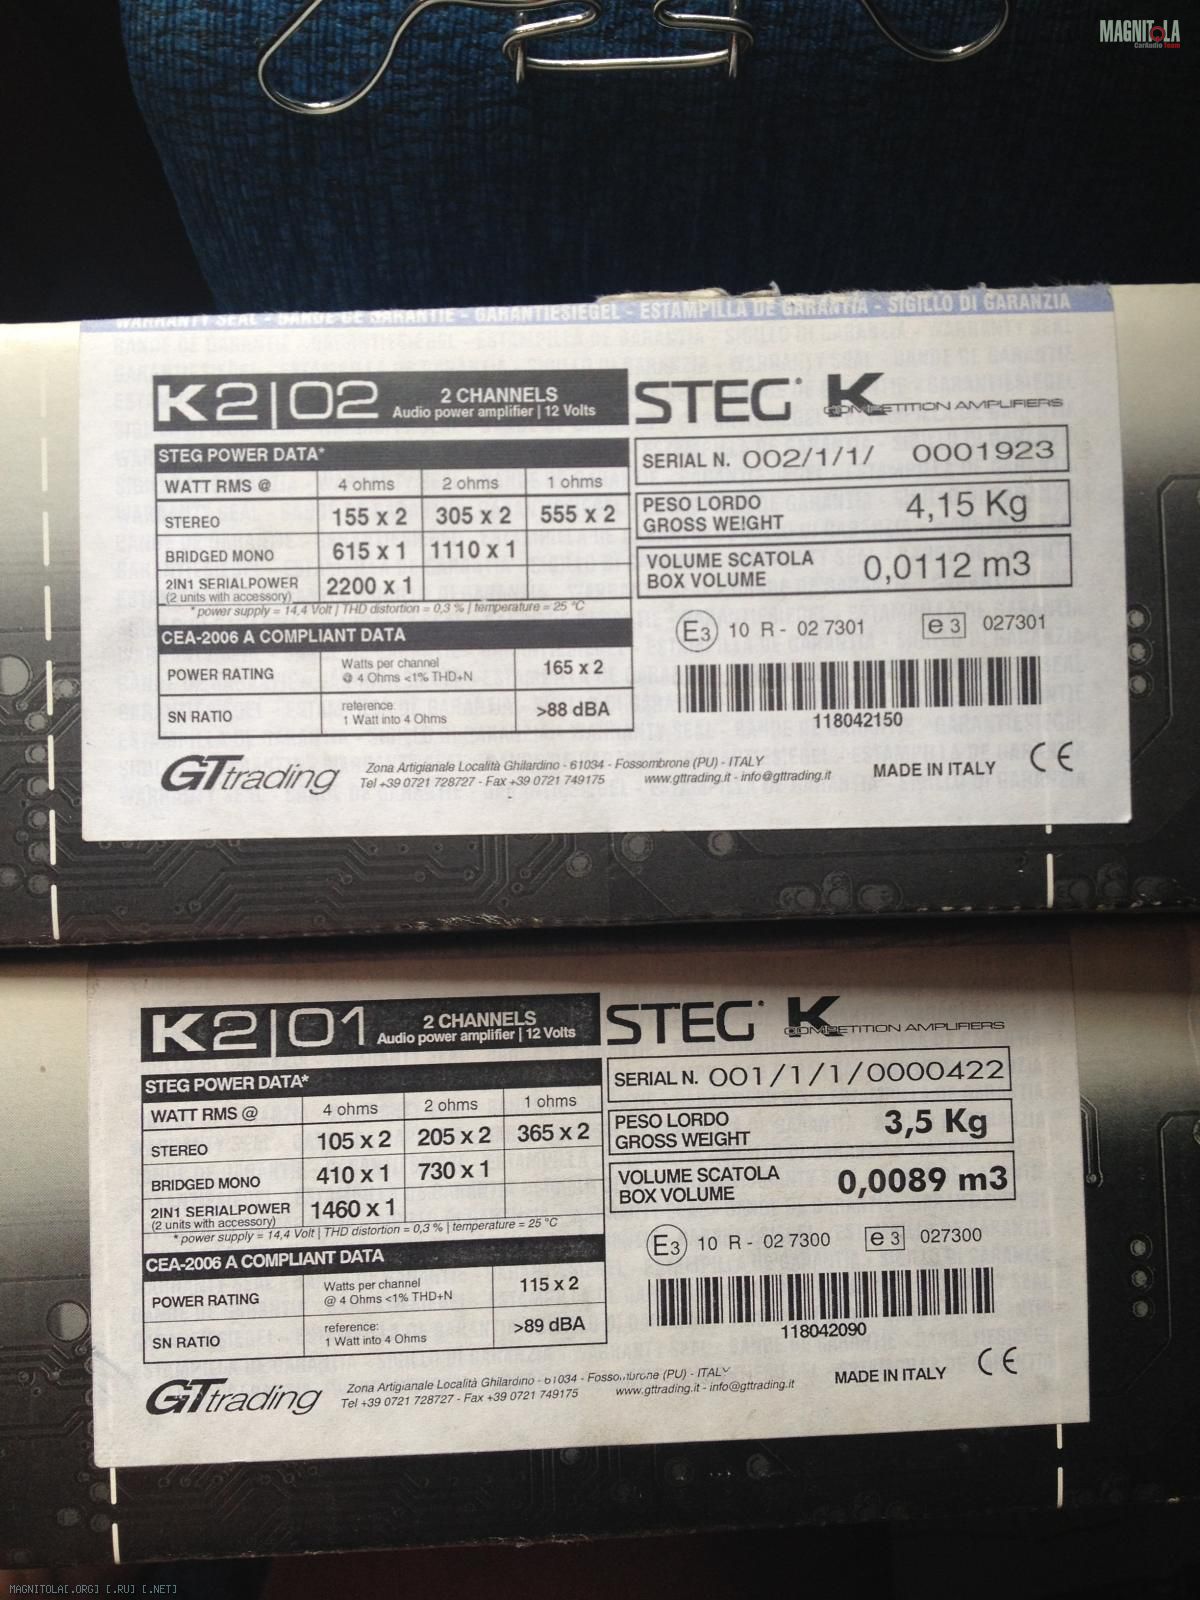 MAGNITOLA
CarAudio Team
WARRANTY SEAL - BANDE DE GARANTIE - GARANTIESIEGEL - ESTAMPILLA DE GARANTIA - SIGILLO DI GARANZIA
K2|02 2 CHANNELS
Audio power amplifier | 12 Volts
STEG K
COMPETITION AMPLIFIERS
STEG POWER DATA*
WATT RMS @ 4 ohms 2 ohms 1 ohms
STEREO 155 x 2 305 x 2 555 x 2
BRIDGED MONO 615 x 1 1110 x 1
2IN1 SERIALPOWER
(2 units with accessory) 2200 x 1
* power supply = 14,4 Volt | THD distortion = 0,3 % | temperature = 25 °C
CEA-2006 A COMPLIANT DATA
POWER RATING Watts per channel
@ 4 Ohms <1% THD+N 165 x 2
SN RATIO reference:
1 Watt into 4 Ohms >88 dBA
SERIAL N. 002/1/1/ 0001923
PESO LORDO
GROSS WEIGHT 4,15 Kg
VOLUME SCATOLA
BOX VOLUME 0,0112 m3
E3 10 R - 02 7301 e 3 027301
118042150
GTtrading
Zona Artigianale Località Ghilardino - 61034 - Fossombrone (PU) - ITALY
Tel +39 0721 728727 - Fax +39 0721 749175 www.gttrading.it - info@gttrading.it
MADE IN ITALY CE
K2|01 2 CHANNELS
Audio power amplifier | 12 Volts
STEG K
COMPETITION AMPLIFIERS
STEG POWER DATA*
WATT RMS @ 4 ohms 2 ohms 1 ohms
STEREO 105 x 2 205 x 2 365 x 2
BRIDGED MONO 410 x 1 730 x 1
2IN1 SERIALPOWER
(2 units with accessory) 1460 x 1
* power supply = 14,4 Volt | THD distortion = 0,3 % | temperature = 25 °C
CEA-2006 A COMPLIANT DATA
POWER RATING Watts per channel
@ 4 Ohms <1% THD+N 115 x 2
SN RATIO reference:
1 Watt into 4 Ohms >89 dBA
SERIAL N. 001/1/1/0000422
PESO LORDO
GROSS WEIGHT 3,5 Kg
VOLUME SCATOLA
BOX VOLUME 0,0089 m3
E3 10 R - 02 7300 e 3 027300
118042090
GTtrading
Zona Artigianale Località Ghilardino - 61034 - Fossombrone (PU) - ITALY
Tel +39 0721 728727 - Fax +39 0721 749175 www.gttrading.it - info@gttrading.it
MADE IN ITALY CE
MAGNITOLA[.ORG] [.RU] [.NET]